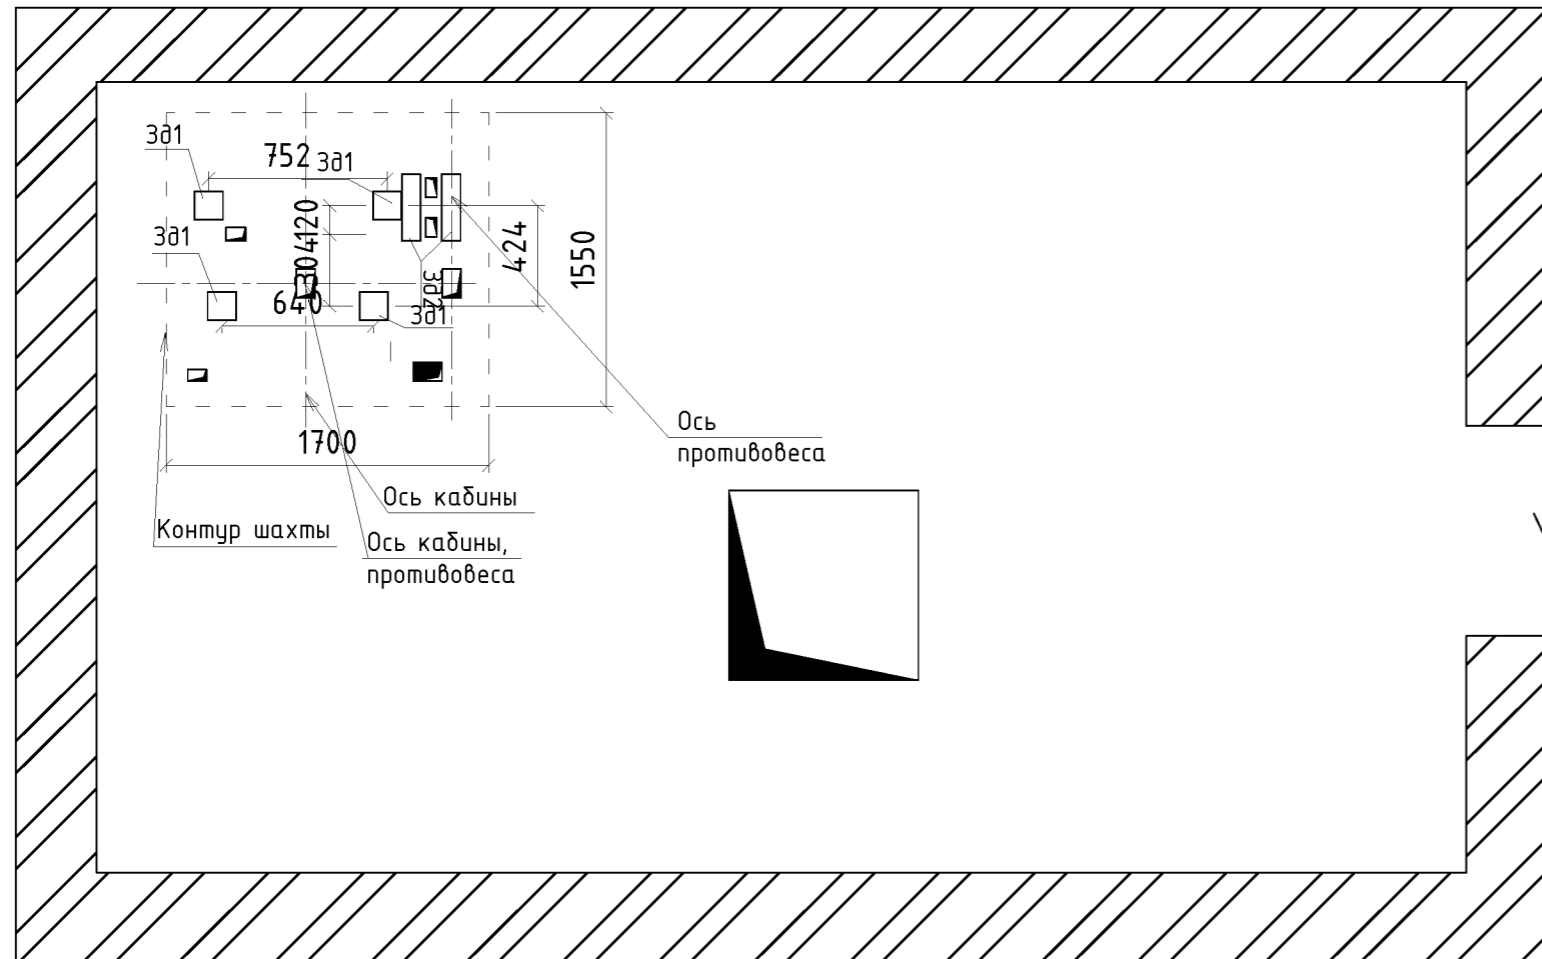 Зд1
752 Зд1
120
304
Зд1
424
1550
640
Зд2
Зд1
Ось
противовеса
1700
Ось кабины
Контур шахты
Ось кабины,
противовеса